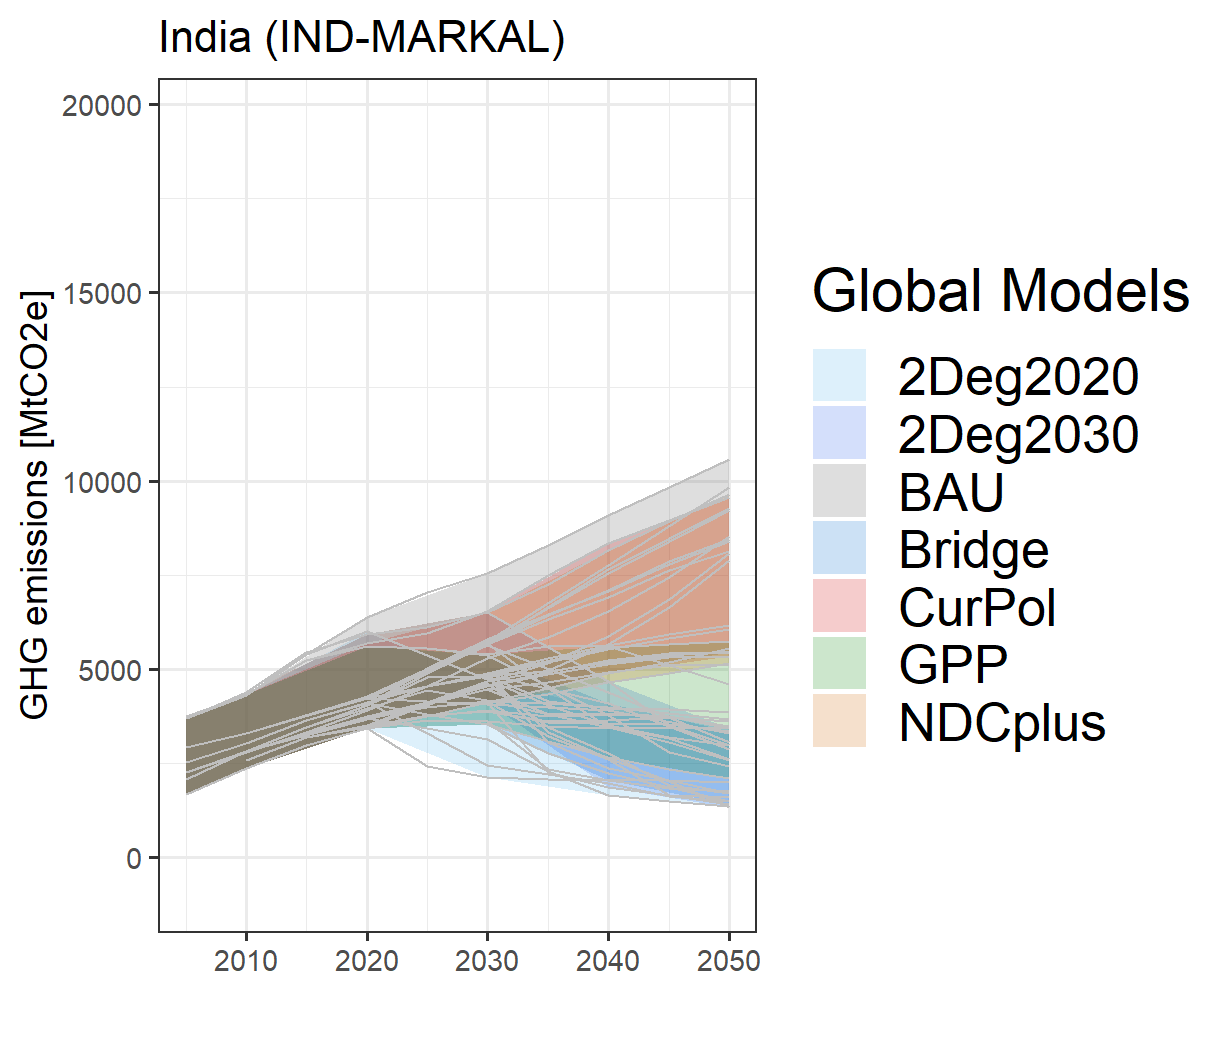 India (IND-MARKAL)
GHG emissions [MtCO2e]
20000
15000
10000
5000
0
2010 2020 2030 2040 2050
Global Models
2Deg2020
2Deg2030
BAU
Bridge
CurPol
GPP
NDCplus